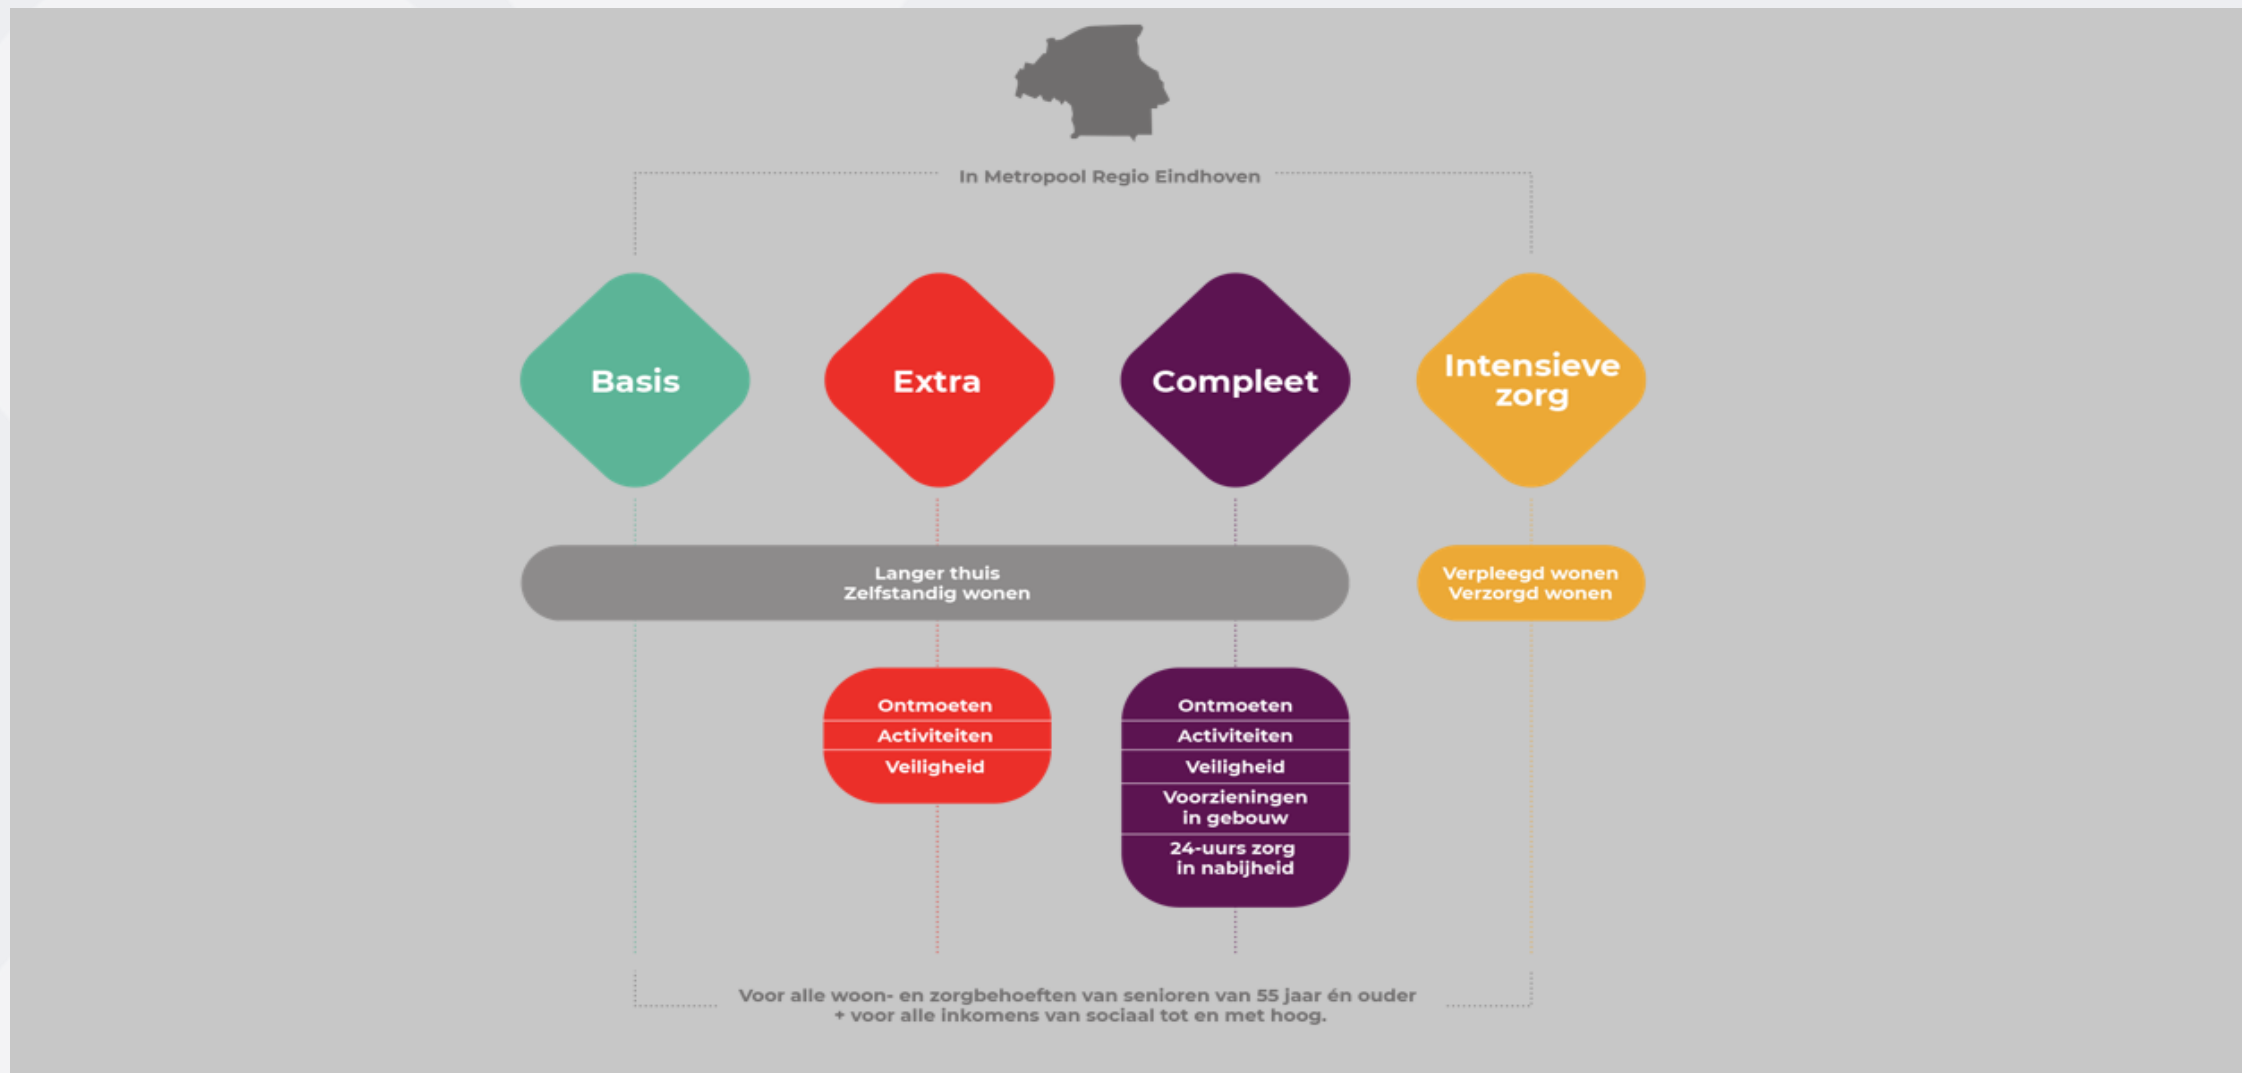 In Metropool Regio Eindhoven
Basis
Extra
Compleet
Intensieve
zorg
Langer thuis
Zelfstandig wonen
Verpleegd wonen
Verzorgd wonen
Ontmoeten
Activiteiten
Veiligheid
Ontmoeten
Activiteiten
Veiligheid
Voorzieningen
in gebouw
24-uurs zorg
in nabijheid
Voor alle woon- en zorgbehoeften van senioren van 55 jaar én ouder
+ voor alle inkomens van sociaal tot en met hoog.